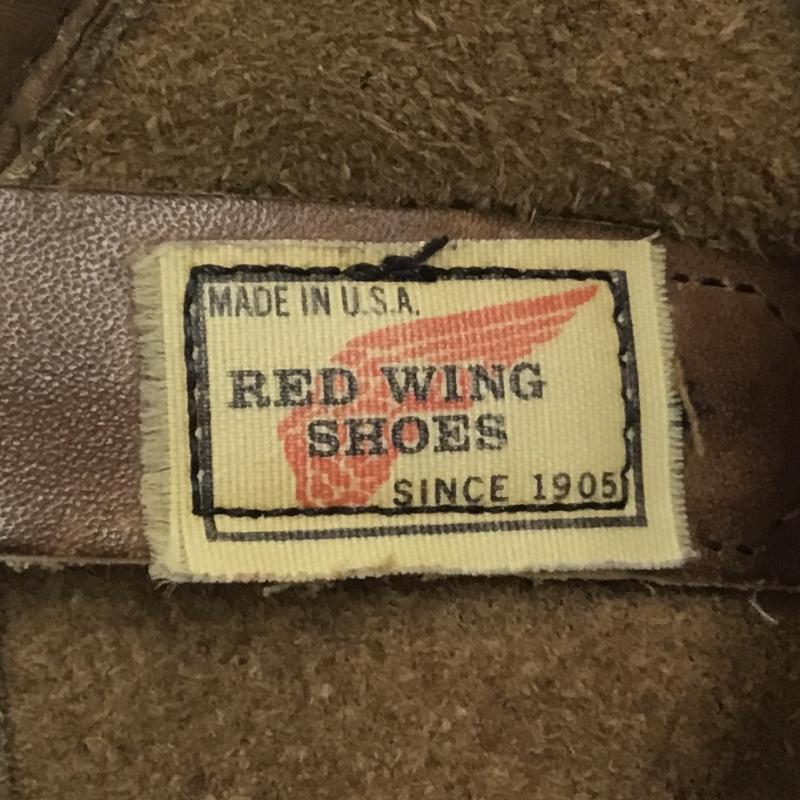 MADE IN U.S.A.
RED WING
SHOES
SINCE 1905